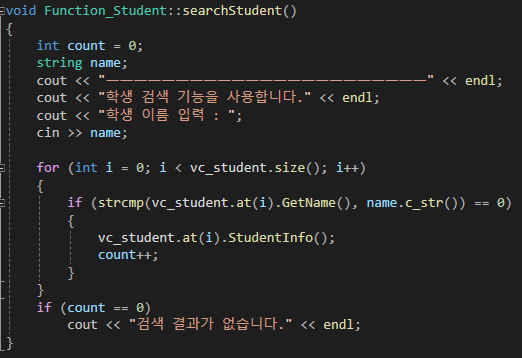 void Function_Student::searchStudent()
{
int count = 0;
string name;
cout << "ㅡㅡㅡㅡㅡㅡㅡㅡㅡㅡㅡㅡㅡㅡㅡㅡㅡㅡㅡㅡㅡㅡㅡ" << endl;
cout << "학생 검색 기능을 사용합니다." << endl;
cout << "학생 이름 입력 : ";
cin >> name;
for (int i = 0; i < vc_student.size(); i++)
{
if (strcmp(vc_student.at(i).GetName(), name.c_str()) == 0)
{
vc_student.at(i).StudentInfo();
count++;
}
}
if (count == 0)
cout << "검색 결과가 없습니다." << endl;
}